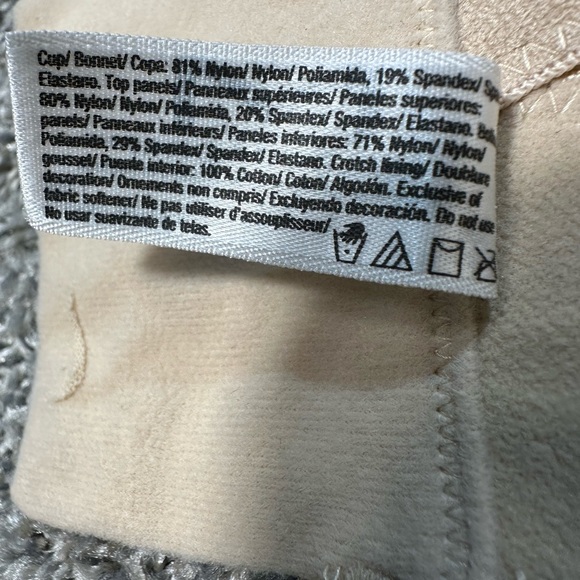 Cup/ Bonnet/ Copa: 81% Nylon/ Nylon/ Poliamida, 19% Spandex/
Elastano. Top panels/ Panneaux supérieures/ Paneles superiores:
80% Nylon/ Nylon/ Poliamida, 20% Spandex/ Spandex/ Elastano.
panels/ Panneaux inferieurs/ Paneles inferiores: 71% Nylon/ Nylon/
Poliamida, 29% Spandex/ Spandex/ Elastano. Crotch lining/ Doublure
gousset/ Puente interior: 100% Cotton/ Coton/ Algodón. Exclusive of
decoration/ Ornements non compris/ Excluyendo decoración. Do not use
fabric softener/ Ne pas utiliser d'assouplisseur/
No usar suavizante de telas.